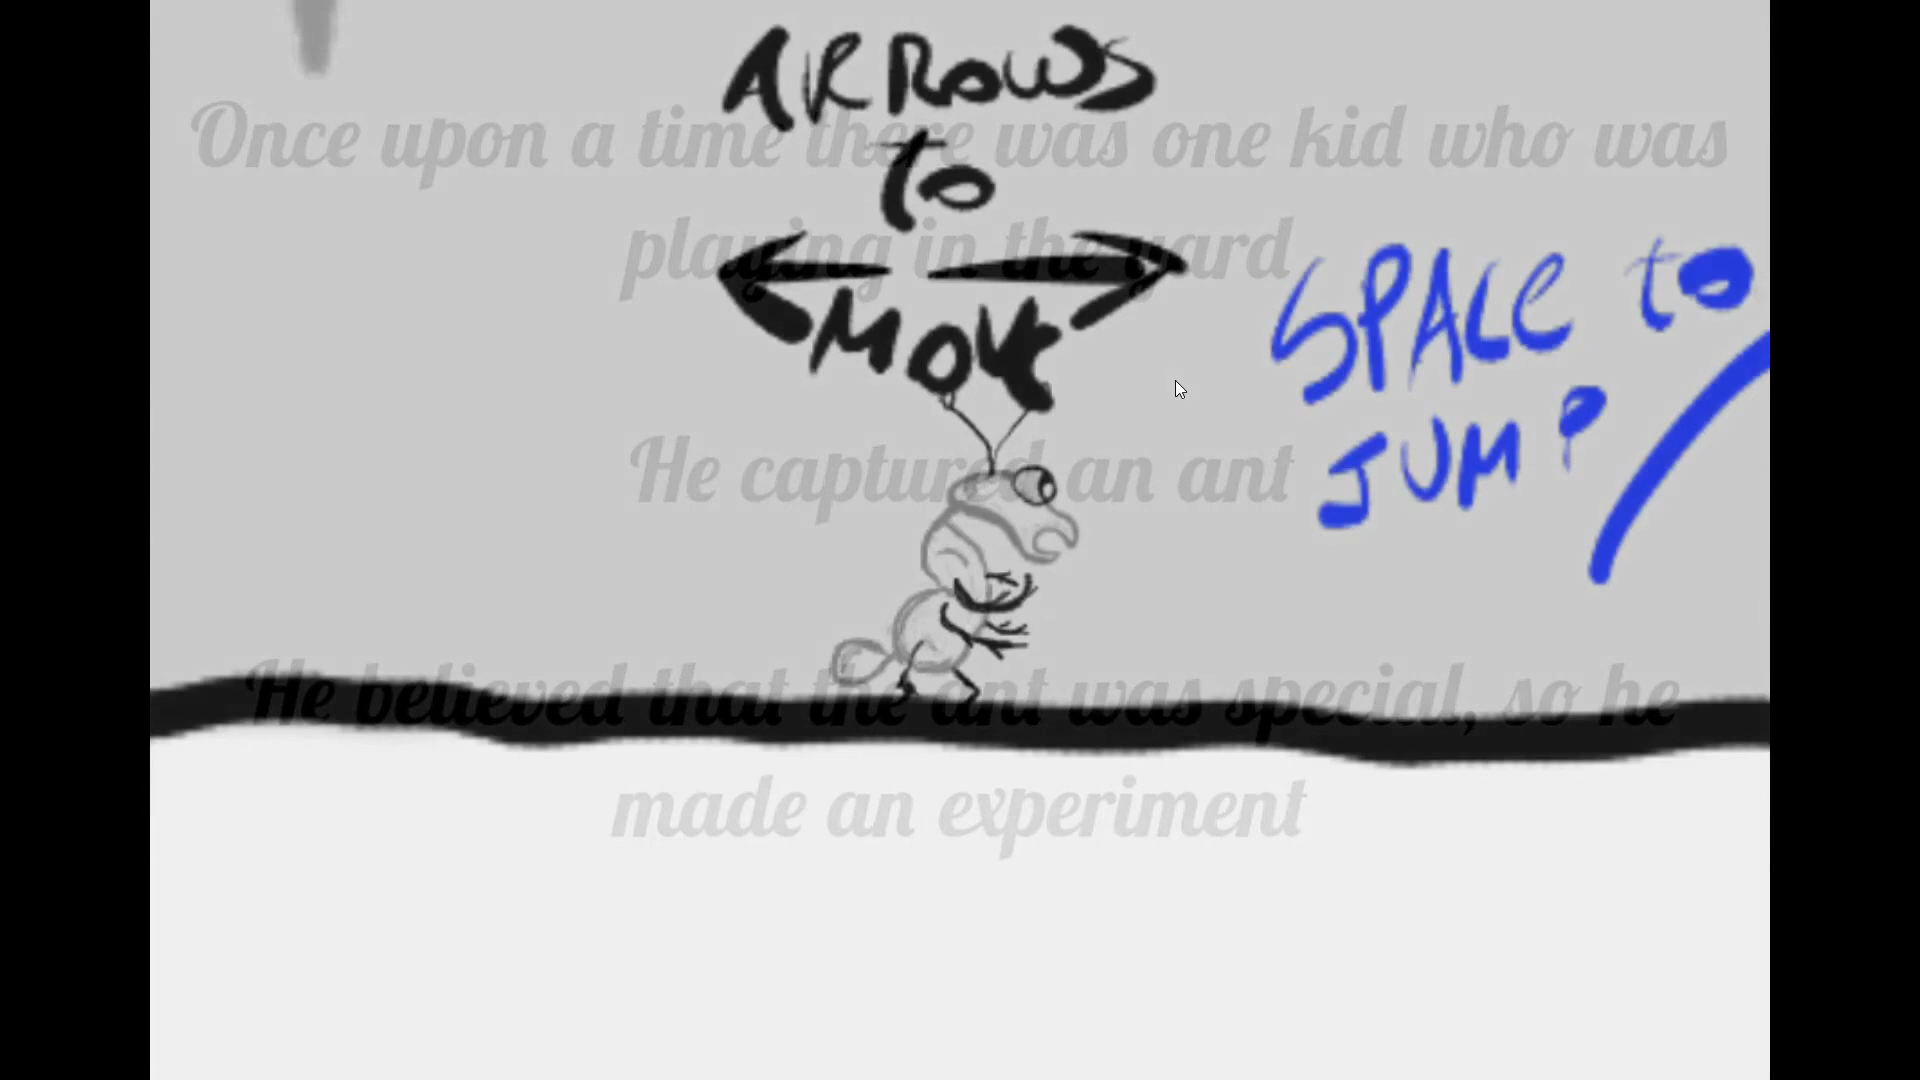 ARROWS
to
MOVE
SPACE to
JUMP
Once upon a time there was one kid who was
playing in the yard
He captured an ant
He believed that the ant was special, so he
made an experiment